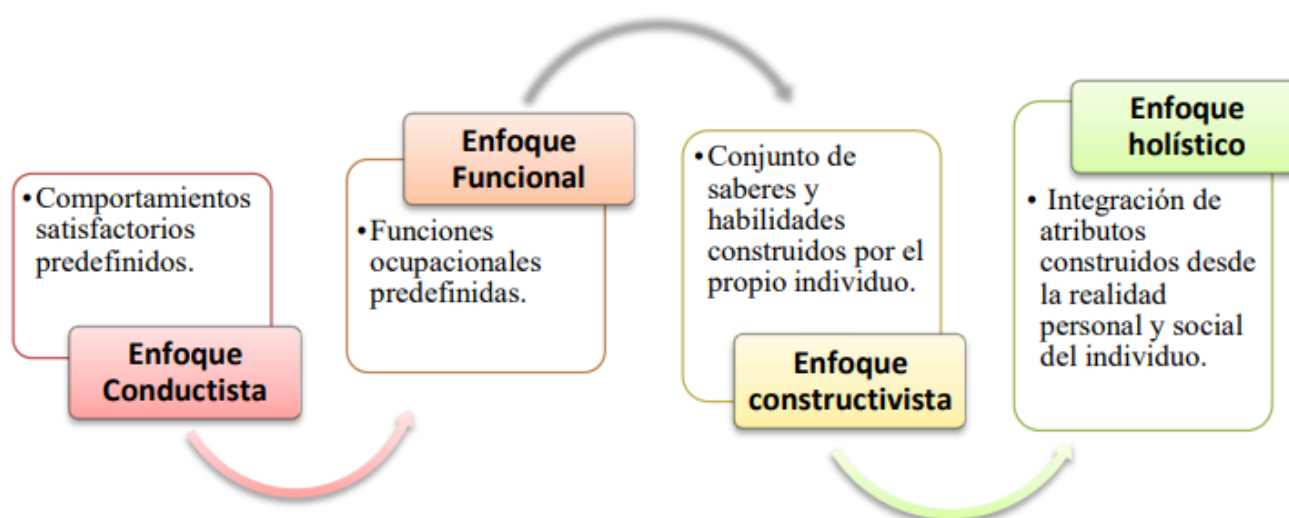 •Comportamientos
satisfactorios
predefinidos.
Enfoque
Conductista
Enfoque
Funcional
•Funciones
ocupacionales
predefinidas.
•Conjunto de
saberes y
habilidades
construidos por el
propio individuo.
Enfoque
constructivista
Enfoque
holístico
• Integración de
atributos
construidos desde
la realidad
personal y social
del individuo.